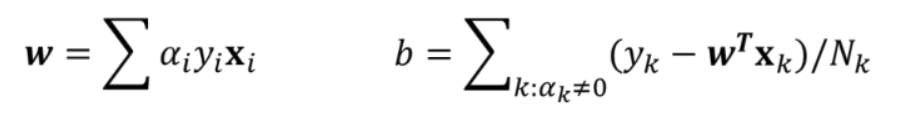 𝒘 = ∑ αᵢyᵢ𝐱ᵢ    b = ∑ₖ:αₖ≠0 (yₖ − 𝒘ᵀ𝐱ₖ)/Nₖ